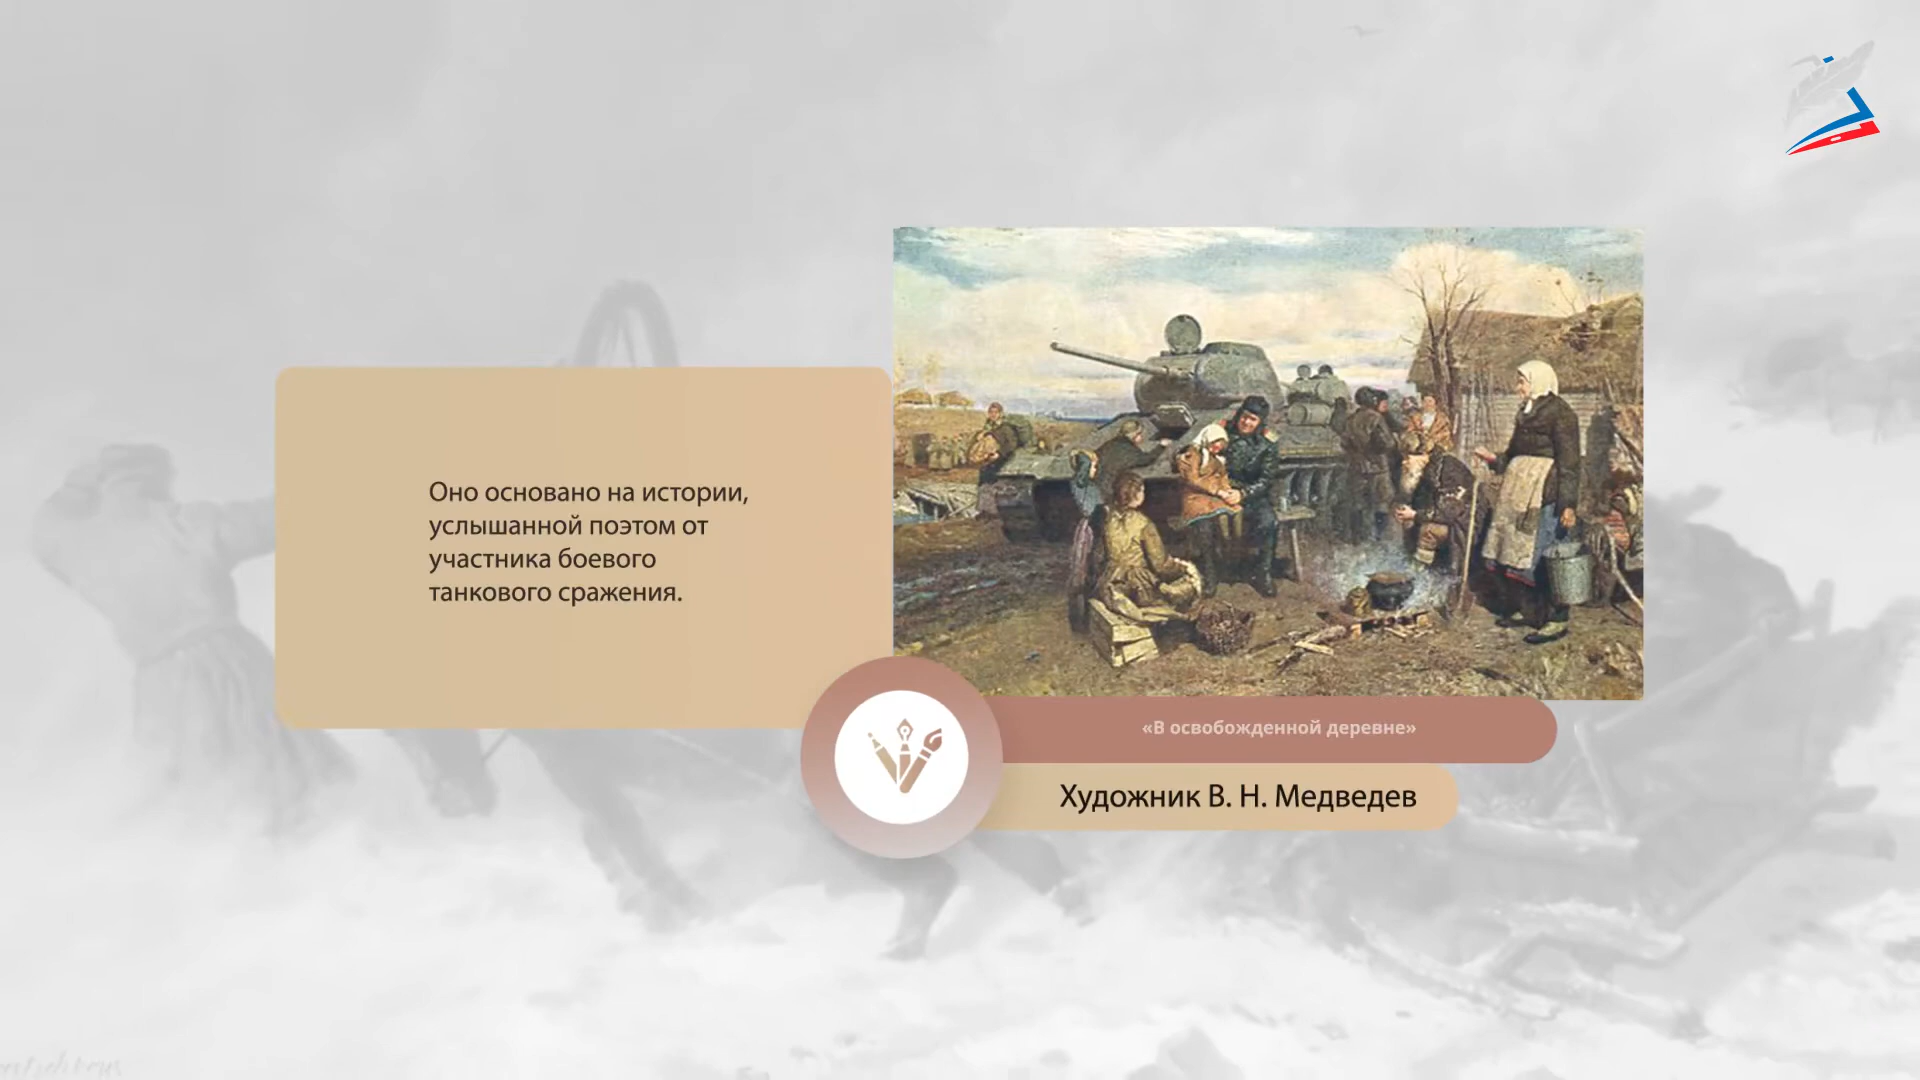 Оно основано на истории,
услышанной поэтом от
участника боевого
танкового сражения.
«В освобожденной деревне»
Художник В. Н. Медведев